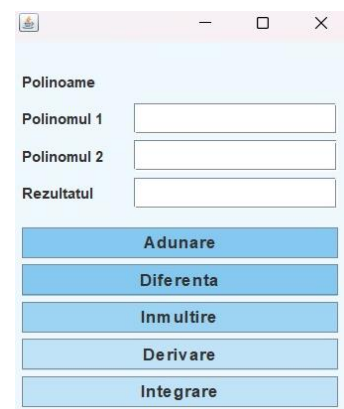 Polinoame
Polinomul 1
Polinomul 2
Rezultatul
Adunare
Diferenta
Inmultire
Derivare
Integrare